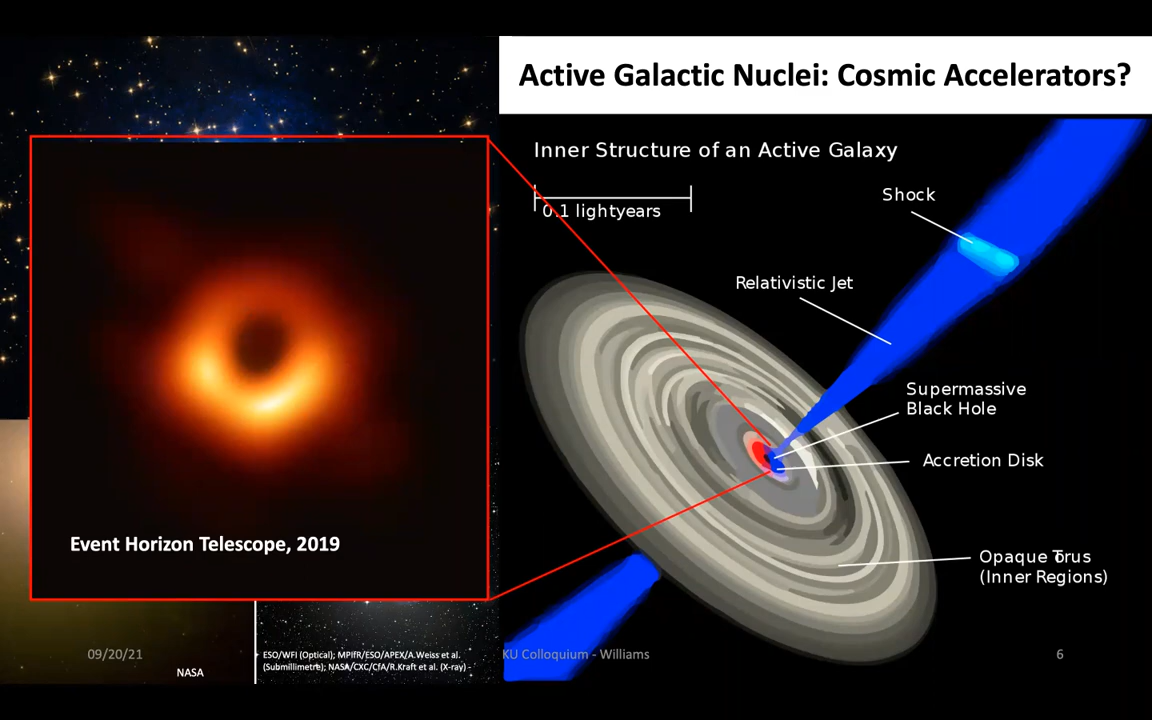 Active Galactic Nuclei: Cosmic Accelerators?
Inner Structure of an Active Galaxy
0.1 lightyears
Shock
Relativistic Jet
Supermassive
Black Hole
Accretion Disk
Opaque Torus
(Inner Regions)
Event Horizon Telescope, 2019
09/20/21
NASA
ESO/WFI (Optical); MPIfR/ESO/APEX/A.Weiss et al.
(Submillimetre); NASA/CXC/CfA/R.Kraft et al. (X-ray) -
KU Colloquium - Williams
6